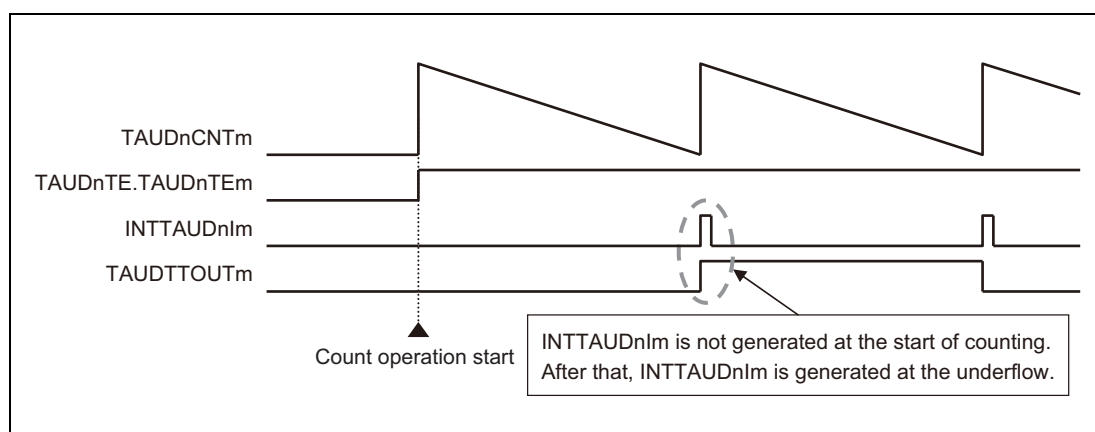 TAUDnCNTm
TAUDnTE.TAUDnTEm
INTTAUDnIm
TAUDTTOUTm
Count operation start
INTTAUDnIm is not generated at the start of counting.
After that, INTTAUDnIm is generated at the underflow.